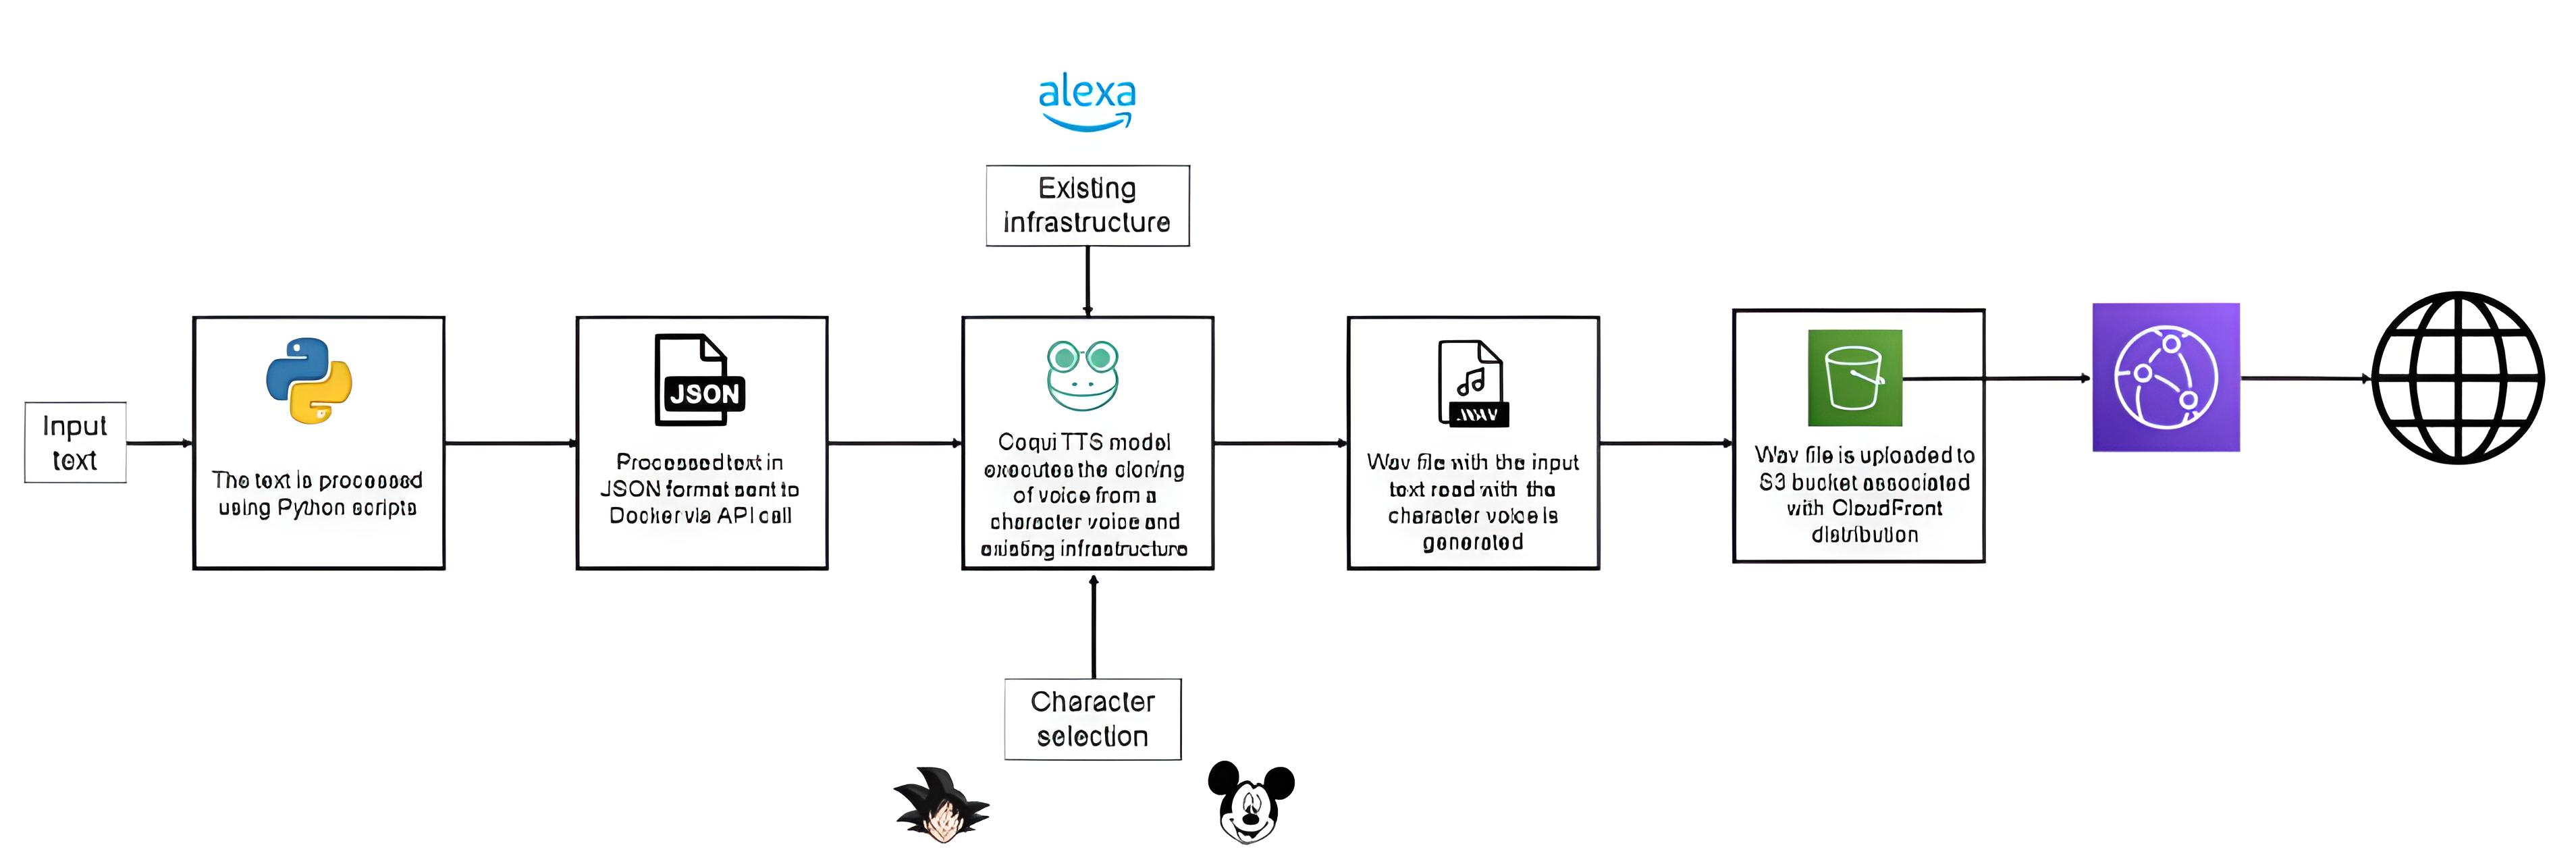 alexa
Existing
infrastructure
Input
text
The text is processed
using Python scripts
JSON
Processed text in
JSON format sent to
Docker via API call
Coqui TTS model
executes the cloning
of voice from a
character voice and
existing infrastructure
.WAV
Wav file with the input
text read with the
character voice is
generated
Wav file is uploaded to
S3 bucket associated
with CloudFront
distribution
Character
selection